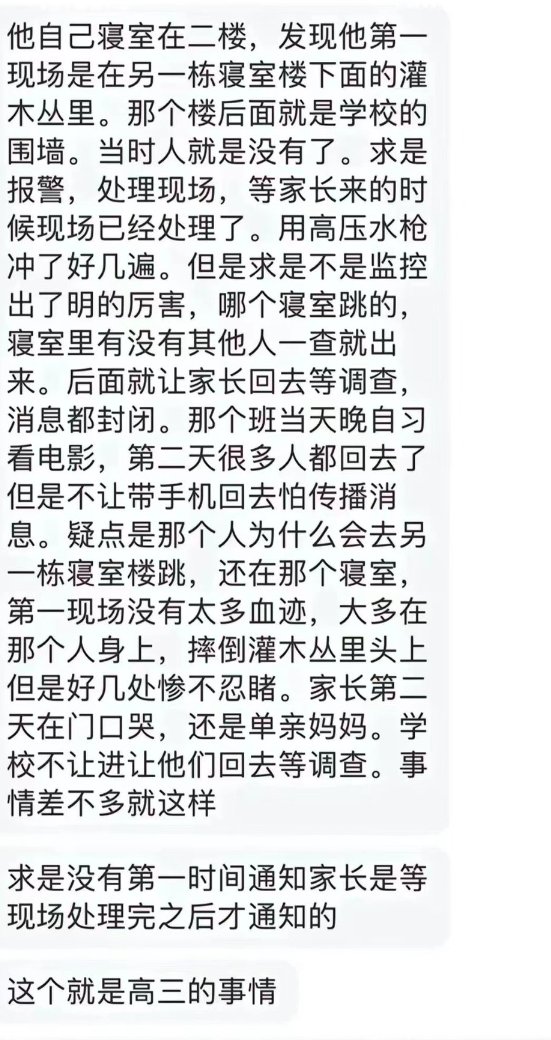 他自己寝室在二楼，发现他第一
现场是在另一栋寝室楼下面的灌
木丛里。那个楼后面就是学校的
围墙。当时人就是没有了。求是
报警，处理现场，等家长来的时
候现场已经处理了。用高压水枪
冲了好几遍。但是求是不是监控
出了明的厉害，哪个寝室跳的，
寝室里有没有其他人一查就出
来。后面就让家长回去等调查，
消息都封闭。那个班当天晚自习
看电影，第二天很多人都回去了
但是不让带手机回去怕传播消
息。疑点是那个人为什么会去另
一栋寝室楼跳，还在那个寝室，
第一现场没有太多血迹，大多在
那个人身上，摔倒灌木丛里头上
但是好几处惨不忍睹。家长第二
天在门口哭，还是单亲妈妈。学
校不让进让他们回去等调查。事
情差不多就这样
求是没有第一时间通知家长是等
现场处理完之后才通知的
这个就是高三的事情